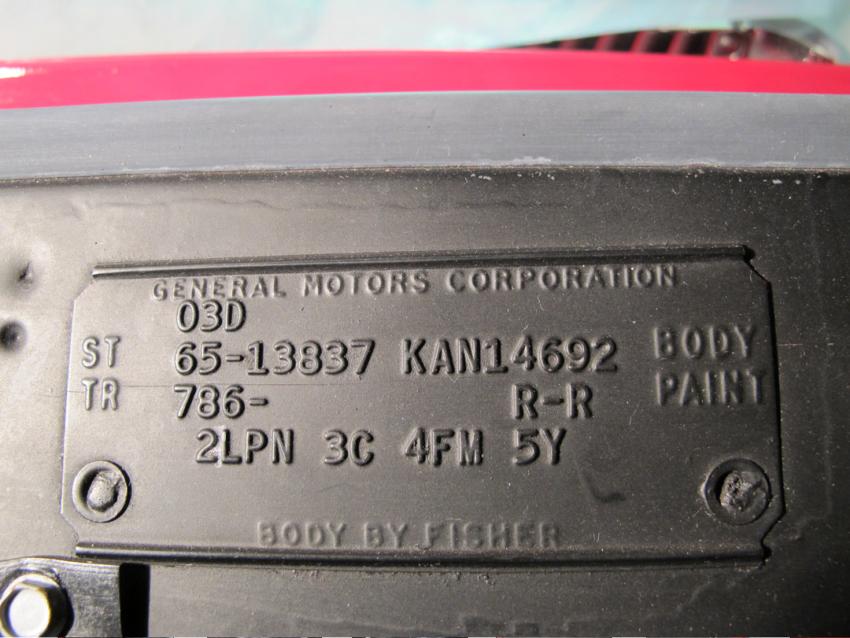 GENERAL MOTORS CORPORATION
03D
ST 65-13837 KAN14692 BODY
TR 786- R-R PAINT
2LPN 3C 4FM 5Y
BODY BY FISHER